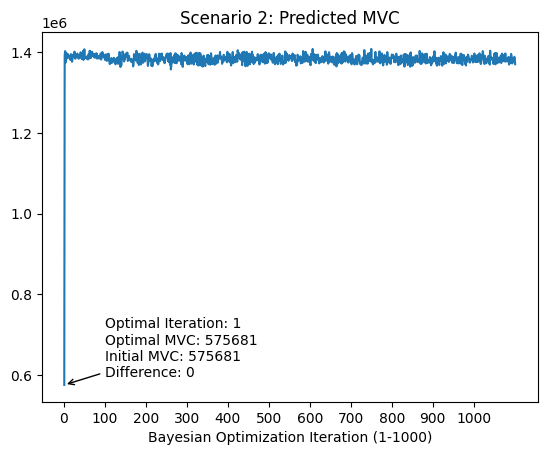 Scenario 2: Predicted MVC
1e6
1.4
1.2
1.0
0.8
0.6
Optimal Iteration: 1
Optimal MVC: 575681
Initial MVC: 575681
Difference: 0
0 100 200 300 400 500 600 700 800 900 1000
Bayesian Optimization Iteration (1-1000)